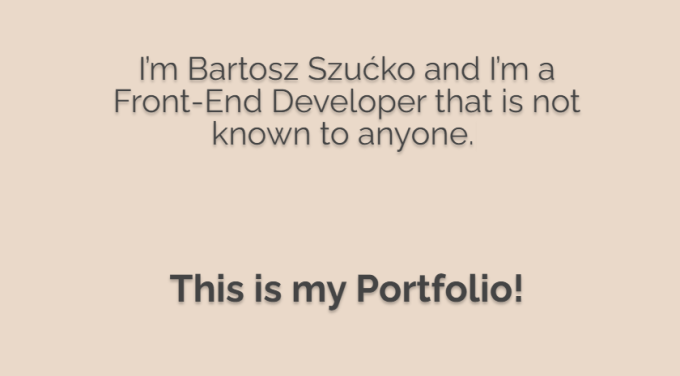 I'm Bartosz Szućko and I'm a
Front-End Developer that is not
known to anyone.
This is my Portfolio!